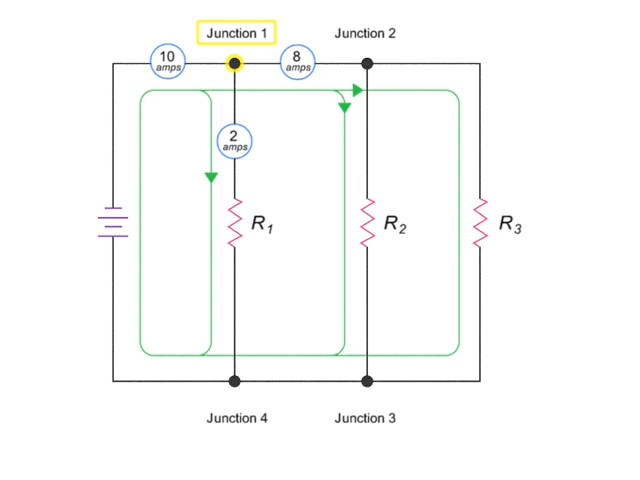 Junction 1
Junction 2
10
amps
8
amps
2
amps
R1
R2
R3
Junction 4
Junction 3